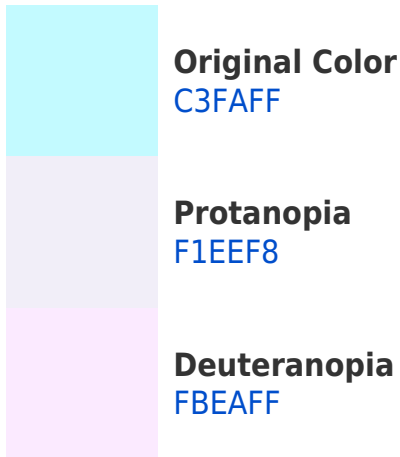 Original Color
C3FAFF
Protanopia
F1EEF8
Deuteranopia
FBEAFF